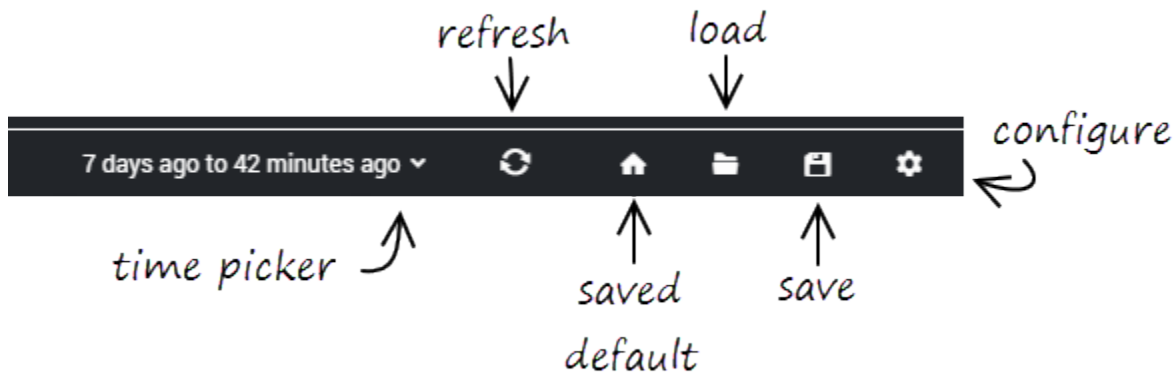 refresh
load
configure
7 days ago to 42 minutes ago
time picker
saved
default
save